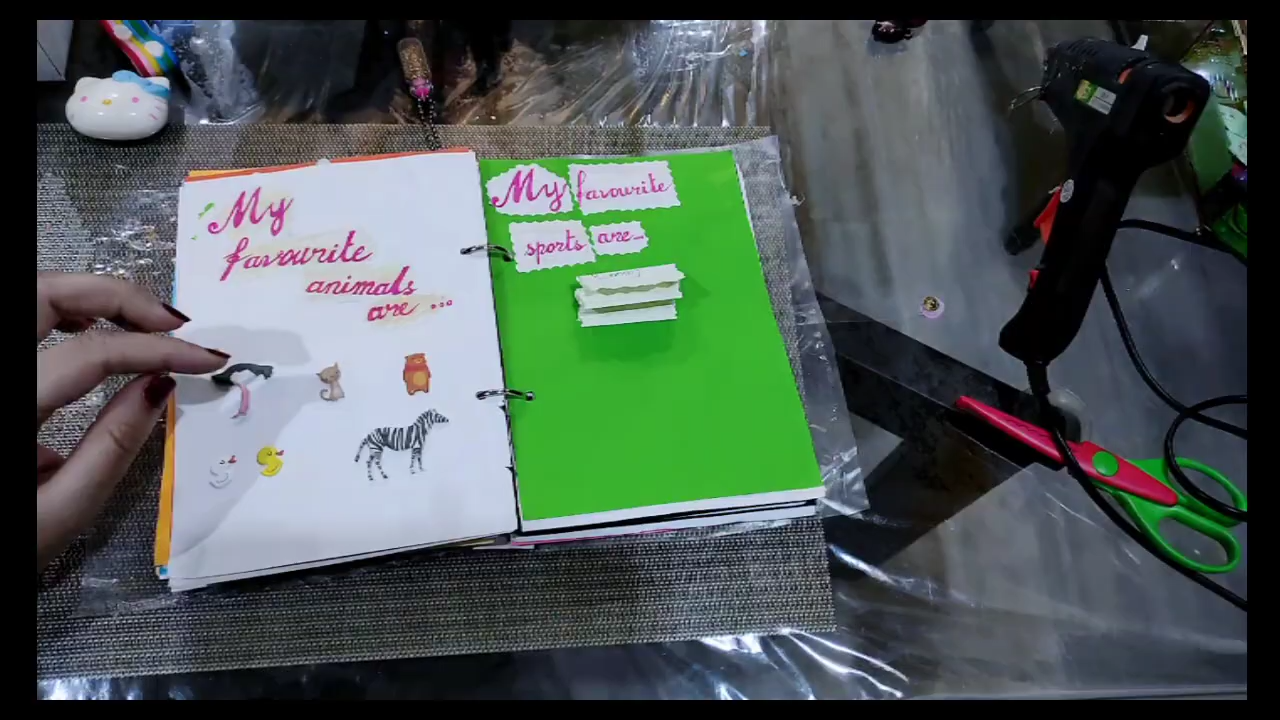 My
favourite
animals
are ...
My favourite
sports are...